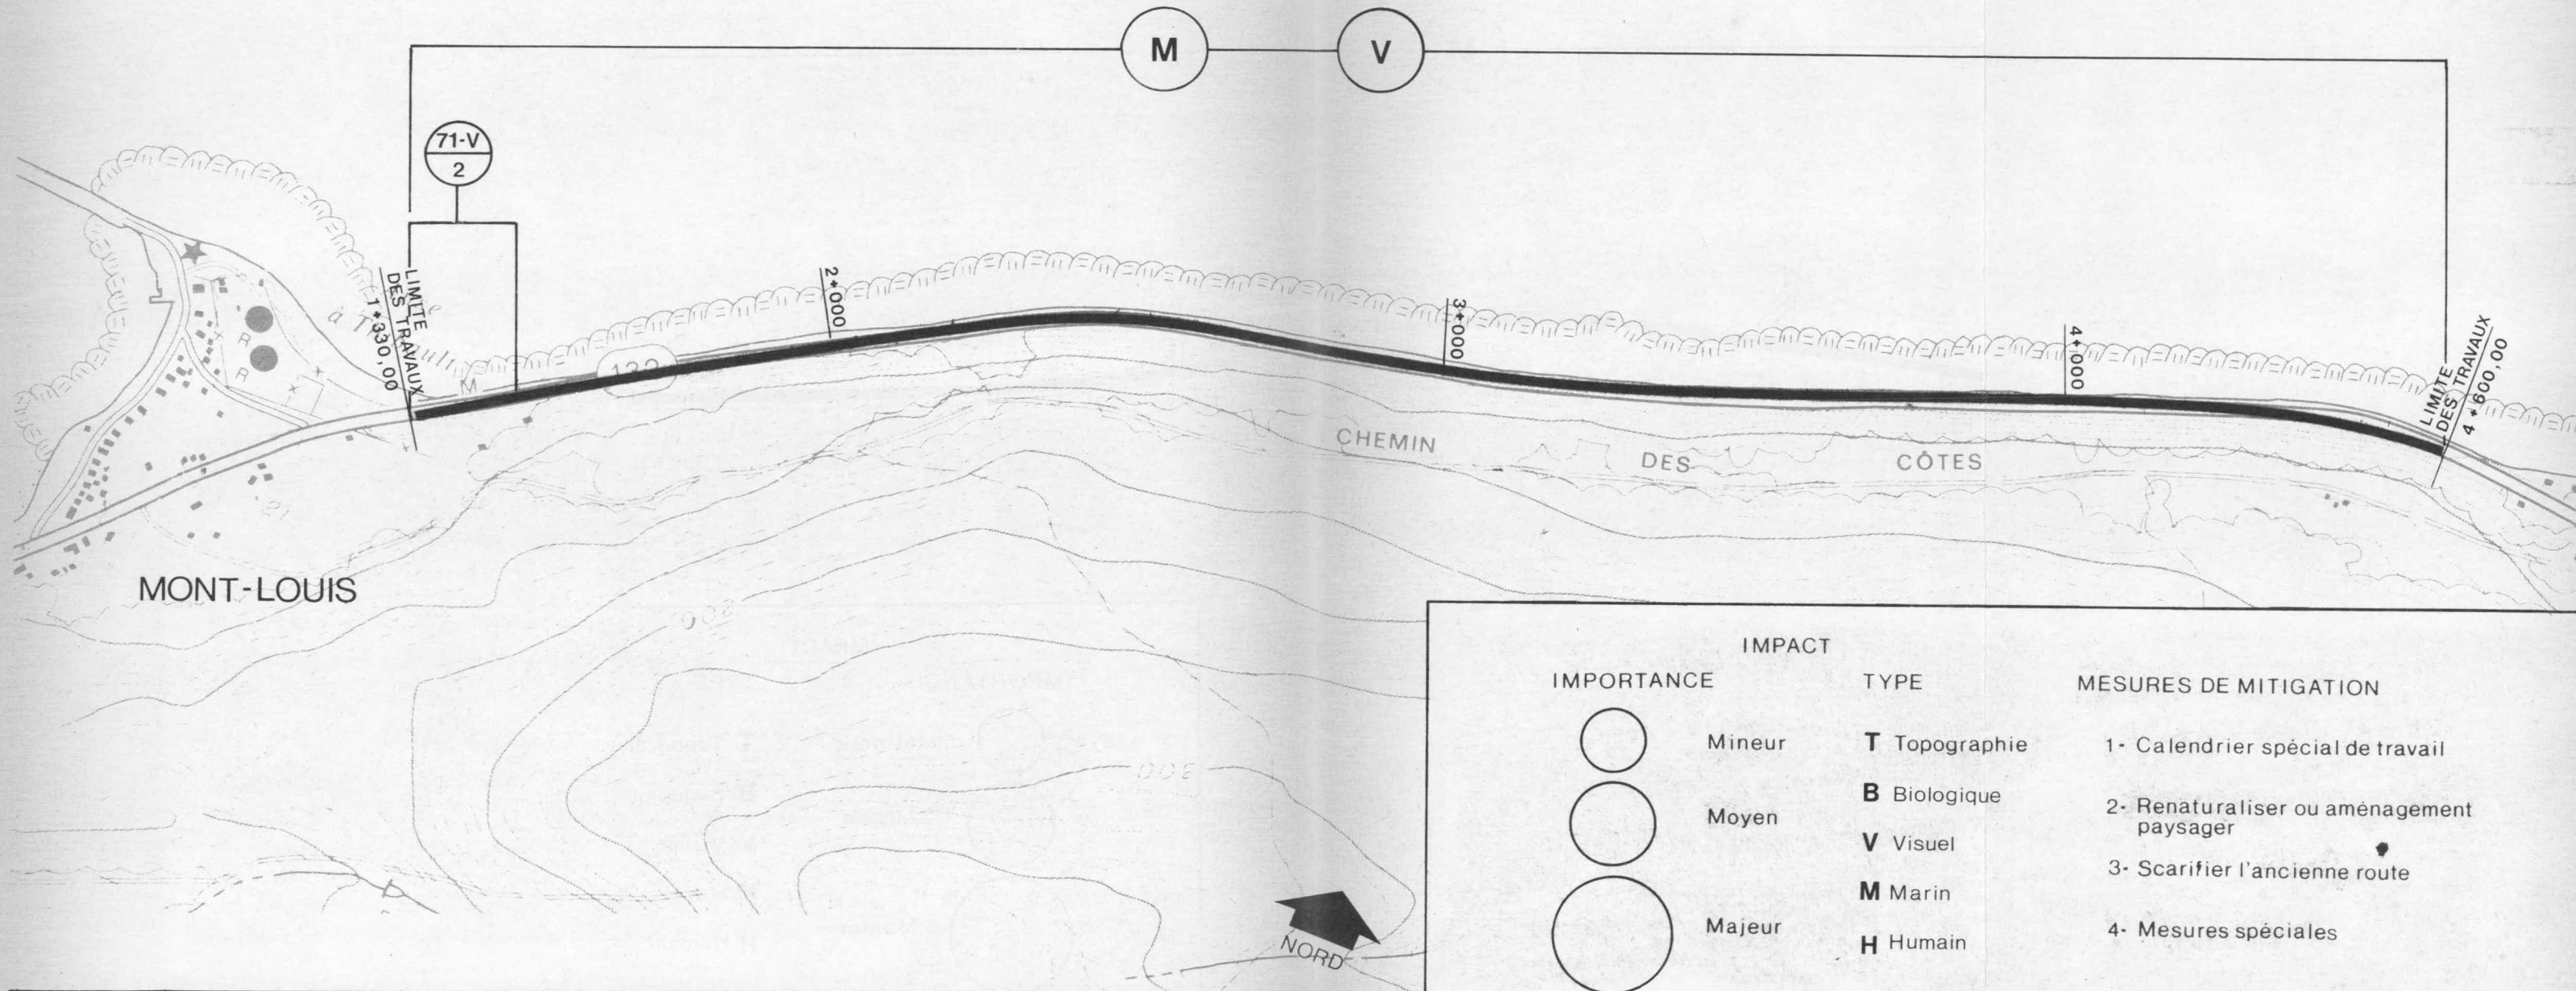 M
V
71-V
2
LIMITE
DES TRAVAUX
1+330,00
2+000
3+000
4+000
LIMITE
DES TRAVAUX
4+600,00
R
R
M
132
CHEMIN DES CÔTES
MONT-LOUIS
200
300
NORD
IMPACT
IMPORTANCE
Mineur
Moyen
Majeur
TYPE
T Topographie
B Biologique
V Visuel
M Marin
H Humain
MESURES DE MITIGATION
1- Calendrier spécial de travail
2- Renaturaliser ou aménagement
paysager
3- Scarifier l'ancienne route
4- Mesures spéciales